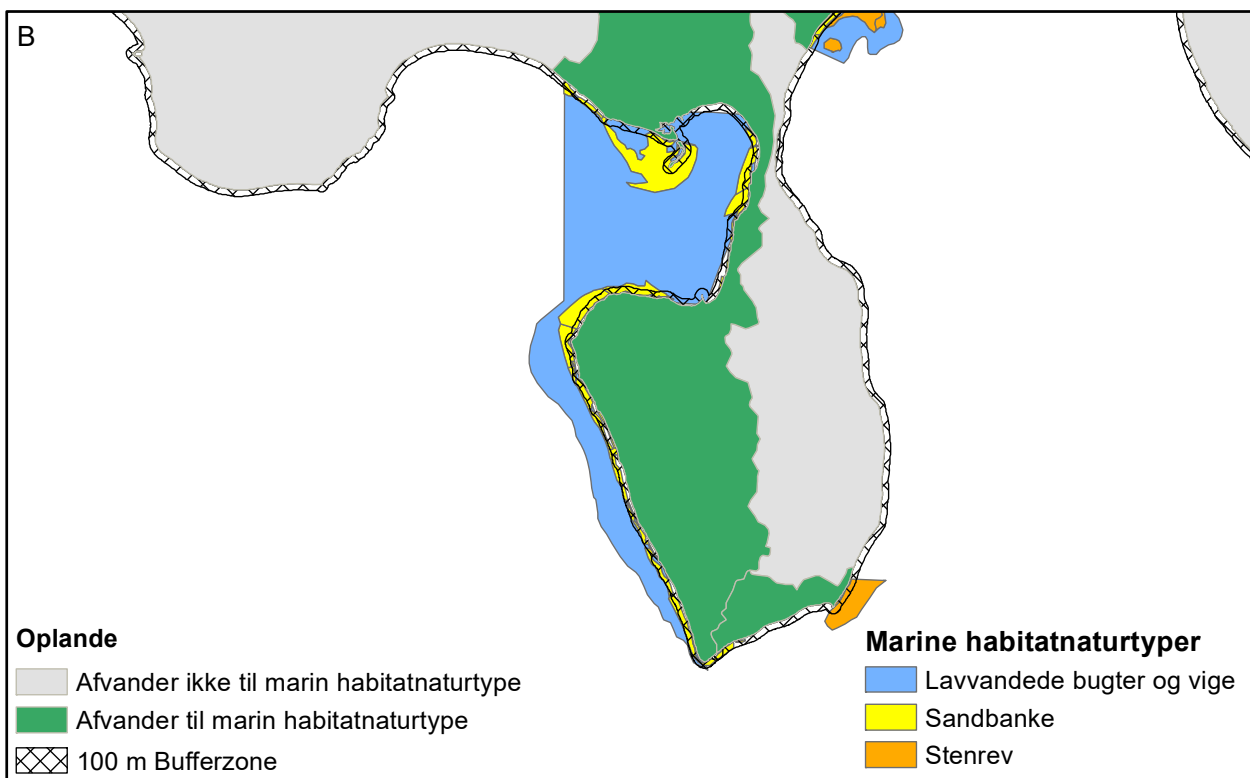 B
Oplande
Afvander ikke til marin habitatnaturtype
Afvander til marin habitatnaturtype
100 m Bufferzone
Marine habitatnaturtyper
Lavvandede bugter og vige
Sandbanke
Stenrev